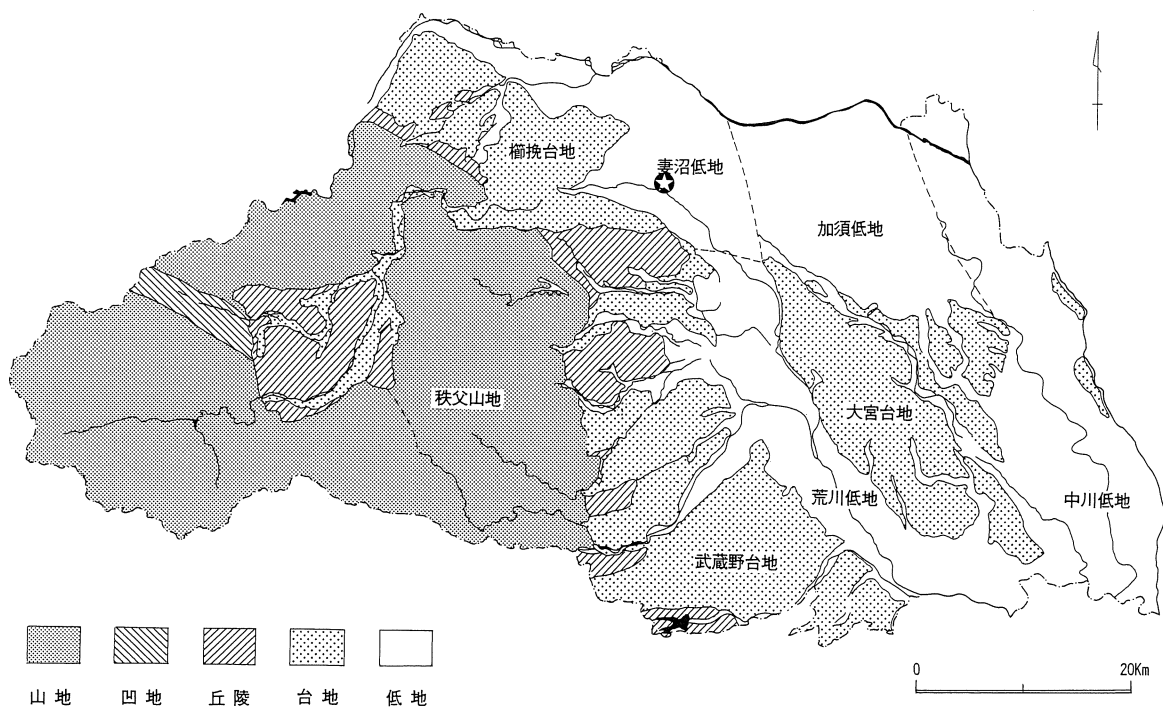 櫛挽台地
妻沼低地
加須低地
秩父山地
大宮台地
荒川低地
中川低地
武蔵野台地
山地
凹地
丘陵
台地
低地
0
20Km